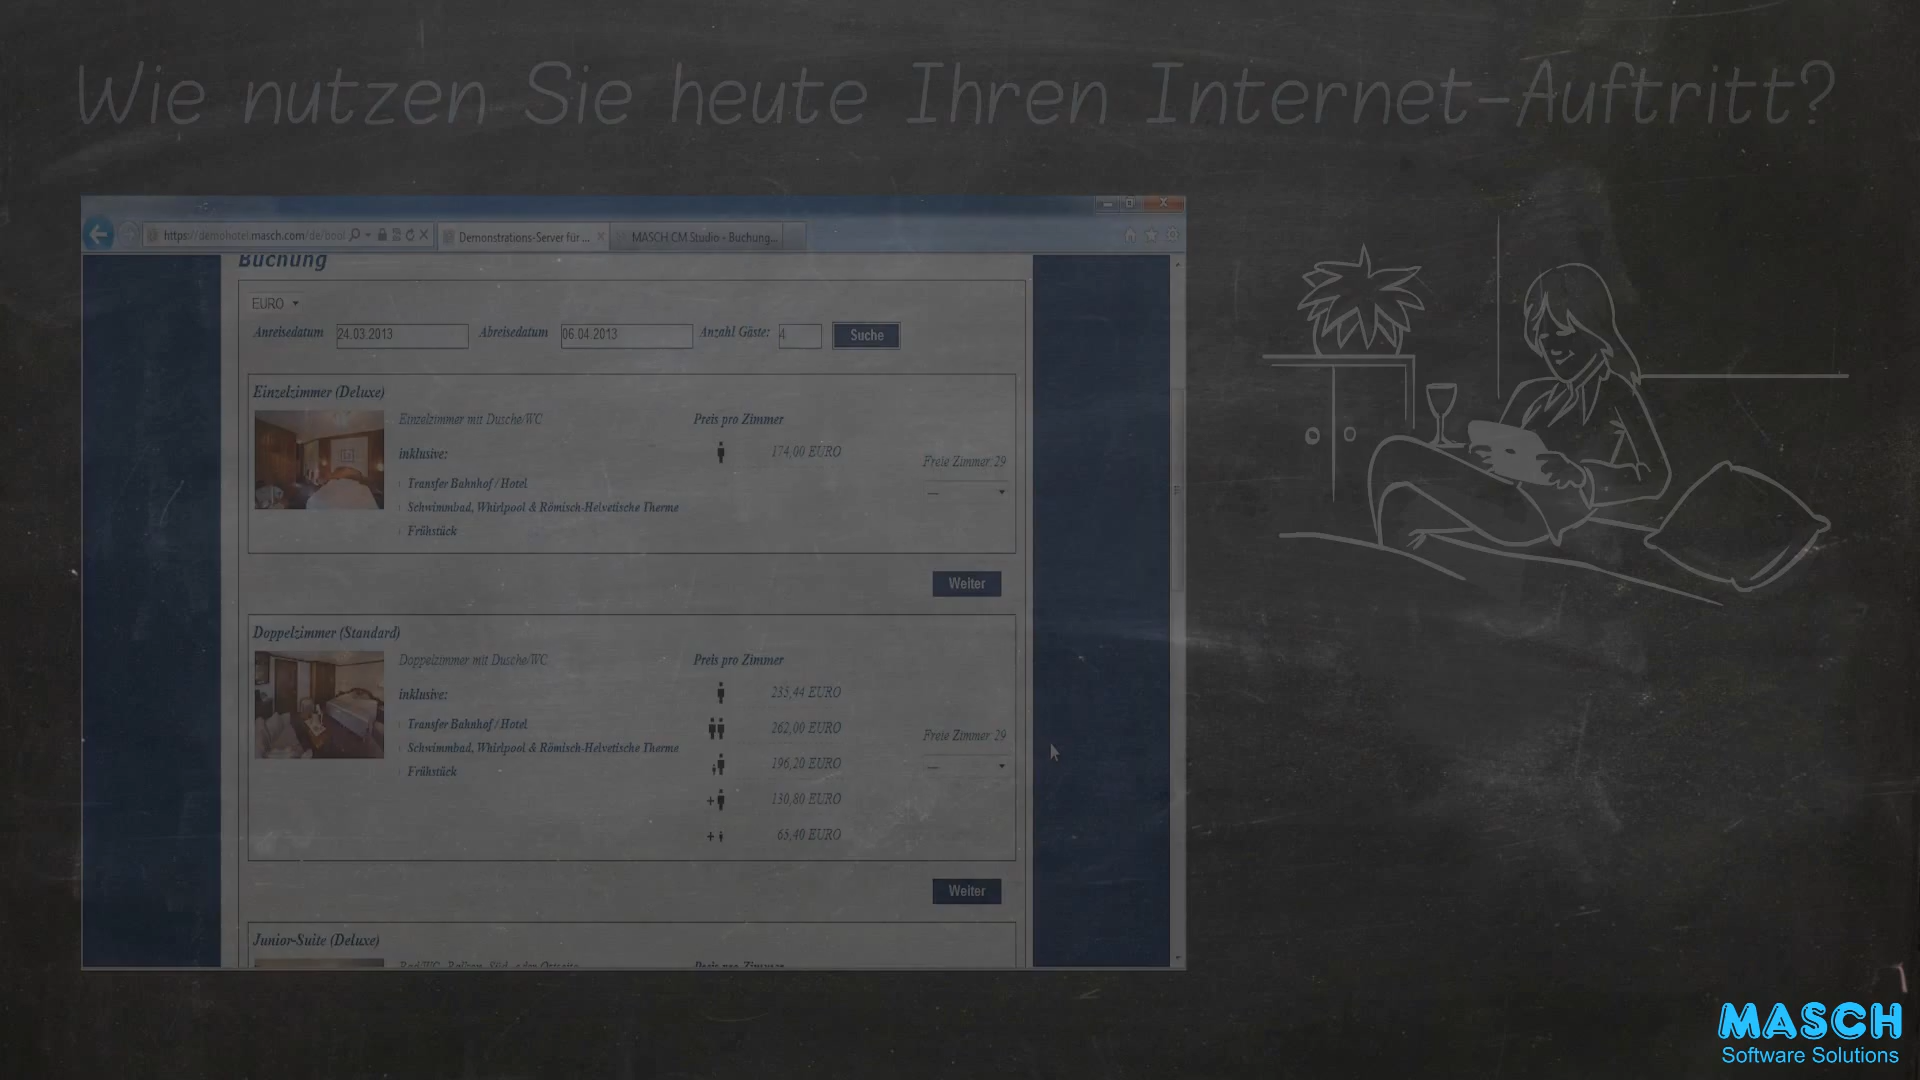 Wie nutzen Sie heute Ihren Internet-Auftritt?
https://demohotel.masch.com/de/bool
Demonstrations-Server für ...
MASCH CM Studio - Buchung...
Buchung
EURO
Anreisedatum 24.03.2013 Abreisedatum 06.04.2013 Anzahl Gäste: 4 Suche
Einzelzimmer (Deluxe)
Einzelzimmer mit Dusche/WC Preis pro Zimmer
inklusive: 174,00 EURO
Freie Zimmer: 29
Transfer Bahnhof / Hotel
Schwimmbad, Whirlpool & Römisch-Helvetische Therme
Frühstück
Weiter
Doppelzimmer (Standard)
Doppelzimmer mit Dusche/WC Preis pro Zimmer
inklusive: 235,44 EURO
Transfer Bahnhof / Hotel 262,00 EURO
Freie Zimmer: 29
Schwimmbad, Whirlpool & Römisch-Helvetische Therme
Frühstück 196,20 EURO
+ 130,80 EURO
+ 65,40 EURO
Weiter
Junior-Suite (Deluxe)
Preis pro Zimmer
MASCH
Software Solutions